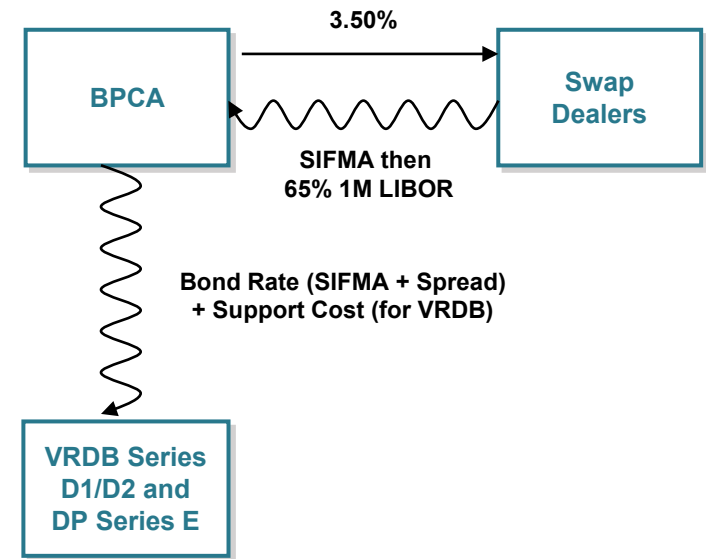 3.50%
BPCA
Swap
Dealers
SIFMA then
65% 1M LIBOR
Bond Rate (SIFMA + Spread)
+ Support Cost (for VRDB)
VRDB Series
D1/D2 and
DP Series E